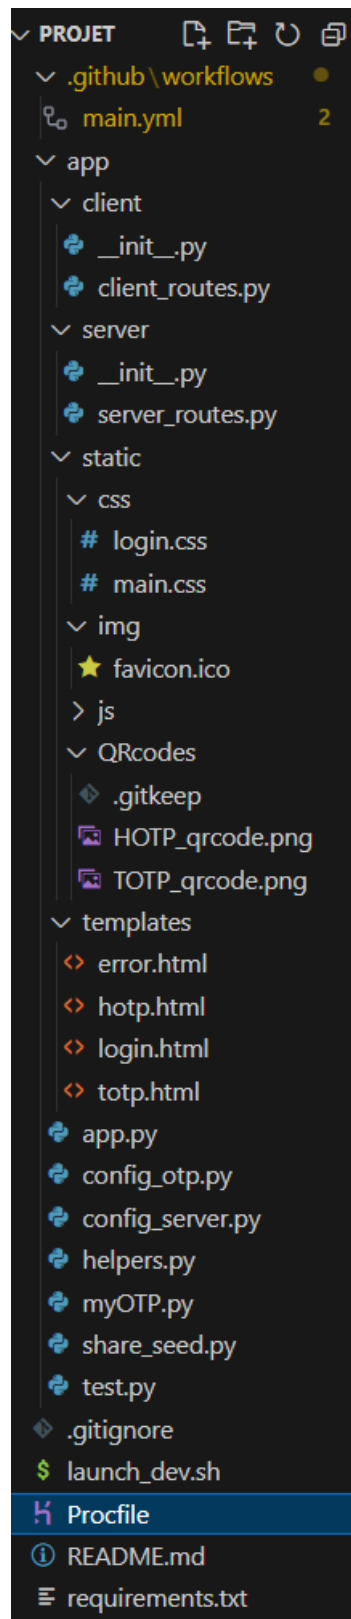 PROJET
.github\workflows
main.yml 2
app
client
__init__.py
client_routes.py
server
__init__.py
server_routes.py
static
css
# login.css
# main.css
img
favicon.ico
js
QRcodes
.gitkeep
HOTP_qrcode.png
TOTP_qrcode.png
templates
<> error.html
<> hotp.html
<> login.html
<> totp.html
app.py
config_otp.py
config_server.py
helpers.py
myOTP.py
share_seed.py
test.py
.gitignore
$ launch_dev.sh
Procfile
README.md
requirements.txt